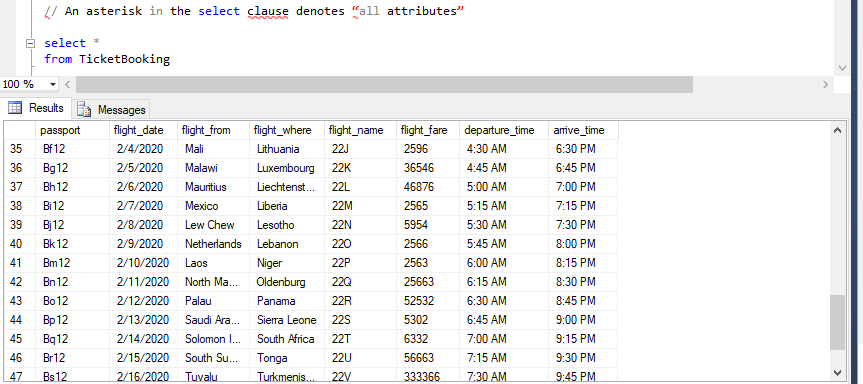 // An asterisk in the select clause denotes “all attributes”
select *
from TicketBooking
100 %
Results Messages
passport flight_date flight_from flight_where flight_name flight_fare departure_time arrive_time
35 Bf12 2/4/2020 Mali Lithuania 22J 2596 4:30 AM 6:30 PM
36 Bg12 2/5/2020 Malawi Luxembourg 22K 36546 4:45 AM 6:45 PM
37 Bh12 2/6/2020 Mauritius Liechtenst... 22L 46876 5:00 AM 7:00 PM
38 Bi12 2/7/2020 Mexico Liberia 22M 2565 5:15 AM 7:15 PM
39 Bj12 2/8/2020 Lew Chew Lesotho 22N 5954 5:30 AM 7:30 PM
40 Bk12 2/9/2020 Netherlands Lebanon 22O 2566 5:45 AM 8:00 PM
41 Bm12 2/10/2020 Laos Niger 22P 2563 6:00 AM 8:15 PM
42 Bn12 2/11/2020 North Ma... Oldenburg 22Q 25663 6:15 AM 8:30 PM
43 Bo12 2/12/2020 Palau Panama 22R 52532 6:30 AM 8:45 PM
44 Bp12 2/13/2020 Saudi Ara... Sierra Leone 22S 5302 6:45 AM 9:00 PM
45 Bq12 2/14/2020 Solomon I... South Africa 22T 6332 7:00 AM 9:15 PM
46 Br12 2/15/2020 South Su... Tonga 22U 56663 7:15 AM 9:30 PM
47 Bs12 2/16/2020 Tuvalu Turkmenis... 22V 333366 7:30 AM 9:45 PM